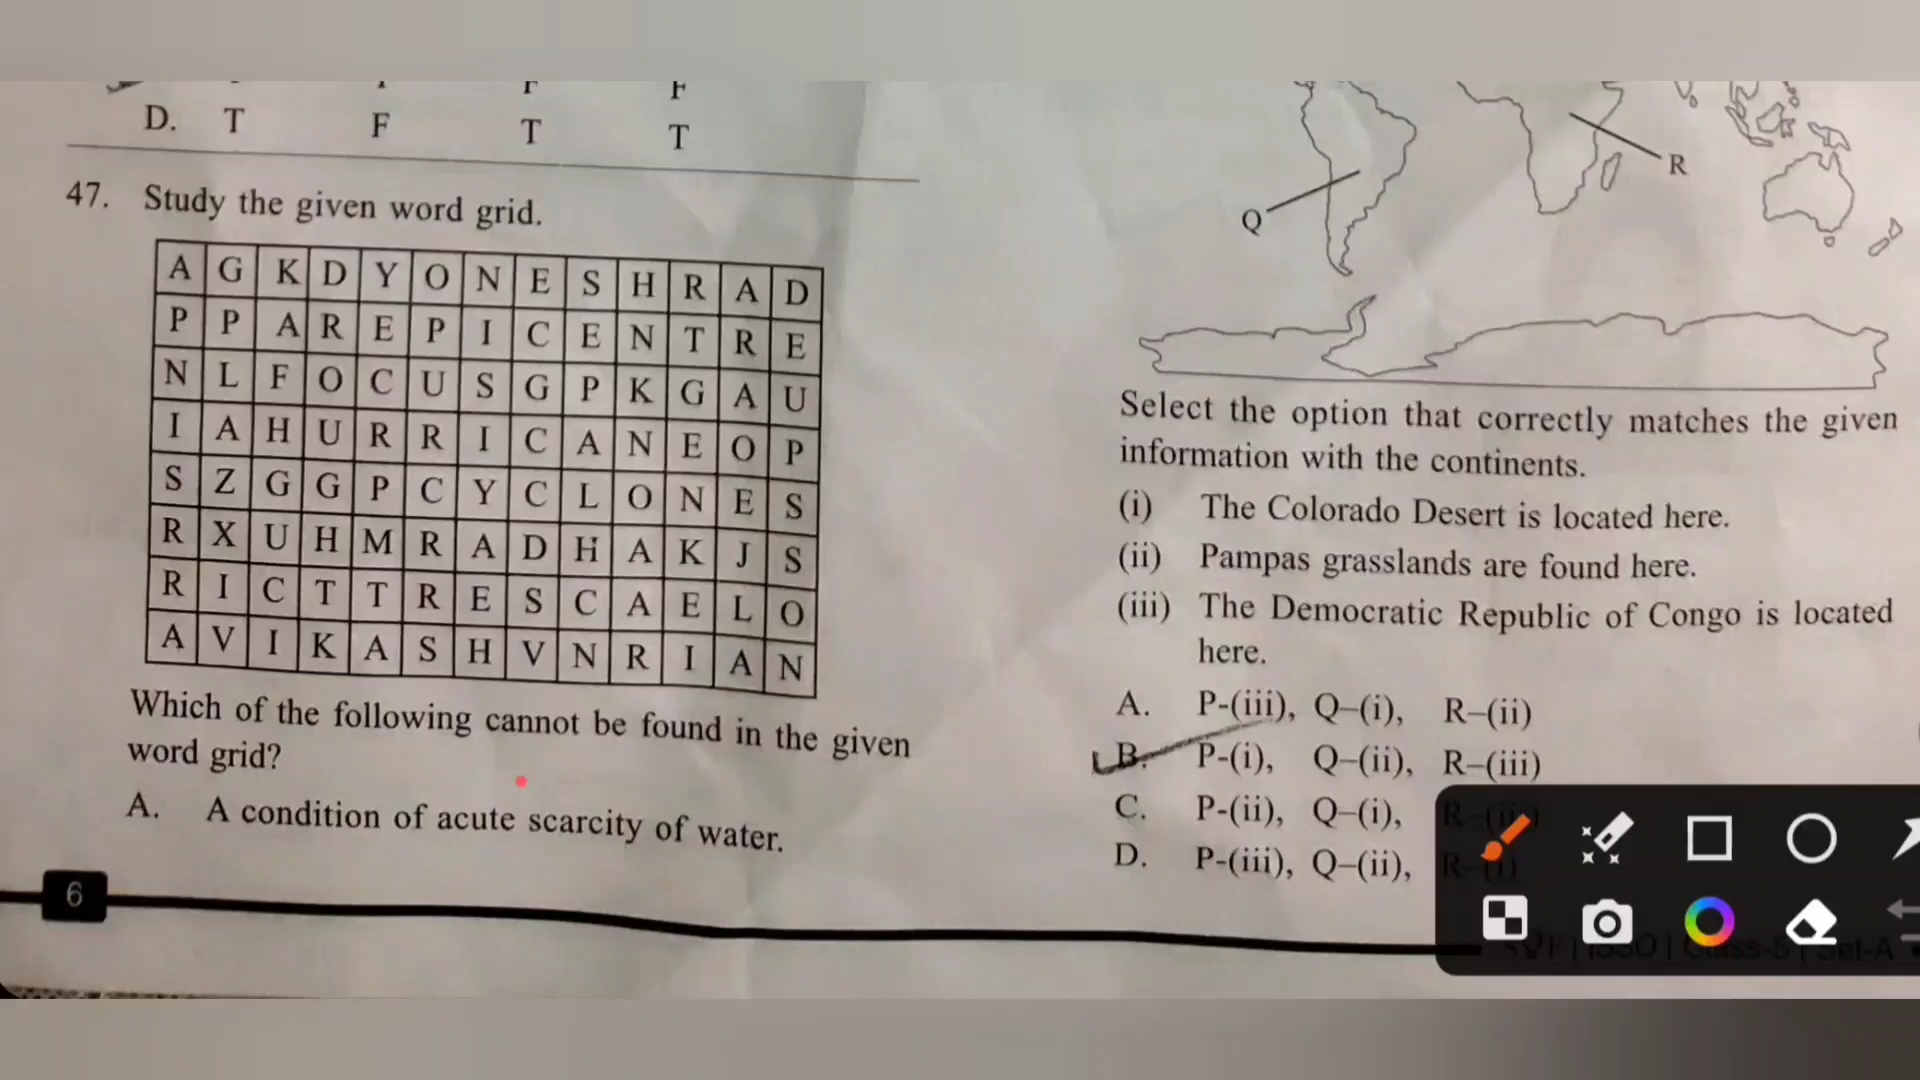 F F
D. T F T T
47. Study the given word grid.
A G K D Y O N E S H R A D
P P A R E P I C E N T R E
N L F O C U S G P K G A U
I A H U R R I C A N E O P
S Z G G P C Y C L O N E S
R X U H M R A D H A K J S
R I C T T R E S C A E L O
A V I K A S H V N R I A N
Which of the following cannot be found in the given
word grid?
A. A condition of acute scarcity of water.
6
Q
R
Select the option that correctly matches the given
information with the continents.
(i) The Colorado Desert is located here.
(ii) Pampas grasslands are found here.
(iii) The Democratic Republic of Congo is located
here.
A. P-(iii), Q–(i), R–(ii)
B. P-(i), Q–(ii), R–(iii)
C. P-(ii), Q–(i),
D. P-(iii), Q–(ii), R–(i)